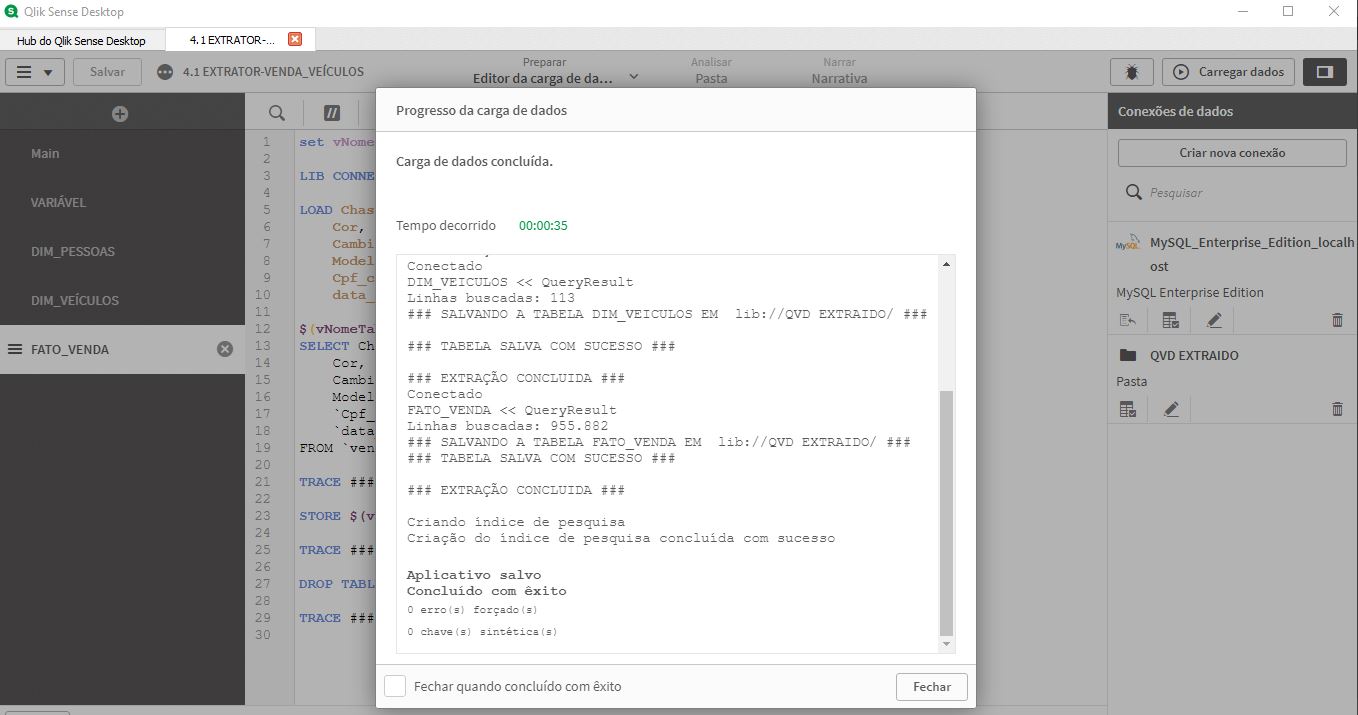 Qlik Sense Desktop
Hub do Qlik Sense Desktop
4.1 EXTRATOR-...
Salvar
4.1 EXTRATOR-VENDA_VEÍCULOS
Preparar
Editor da carga de da...
Analisar
Pasta
Narrar
Narrativa
Carregar dados
Main
VARIÁVEL
DIM_PESSOAS
DIM_VEÍCULOS
FATO_VENDA
//
1 set vNome
2
3 LIB CONNE
4
5 LOAD Chas
6 Cor,
7 Cambi
8 Model
9 Cpf_c
10 data_
11
12 $(vNomeTa
13 SELECT Ch
14 Cor,
15 Cambi
16 Model
17 `Cpf_
18 `data
19 FROM `ven
20
21 TRACE ###
22
23 STORE $(v
24
25 TRACE ###
26
27 DROP TABL
28
29 TRACE ###
30
Progresso da carga de dados
Carga de dados concluída.
Tempo decorrido 00:00:35
Conectado
DIM_VEICULOS << QueryResult
Linhas buscadas: 113
### SALVANDO A TABELA DIM_VEICULOS EM lib://QVD EXTRAIDO/ ###
### TABELA SALVA COM SUCESSO ###
### EXTRAÇÃO CONCLUIDA ###
Conectado
FATO_VENDA << QueryResult
Linhas buscadas: 955.882
### SALVANDO A TABELA FATO_VENDA EM lib://QVD EXTRAIDO/ ###
### TABELA SALVA COM SUCESSO ###
### EXTRAÇÃO CONCLUIDA ###
Criando índice de pesquisa
Criação do índice de pesquisa concluída com sucesso
Aplicativo salvo
Concluído com êxito
0 erro(s) forçado(s)
0 chave(s) sintética(s)
Fechar quando concluído com êxito
Fechar
Conexões de dados
Criar nova conexão
Pesquisar
MySQL
MySQL_Enterprise_Edition_localh
ost
MySQL Enterprise Edition
QVD EXTRAIDO
Pasta